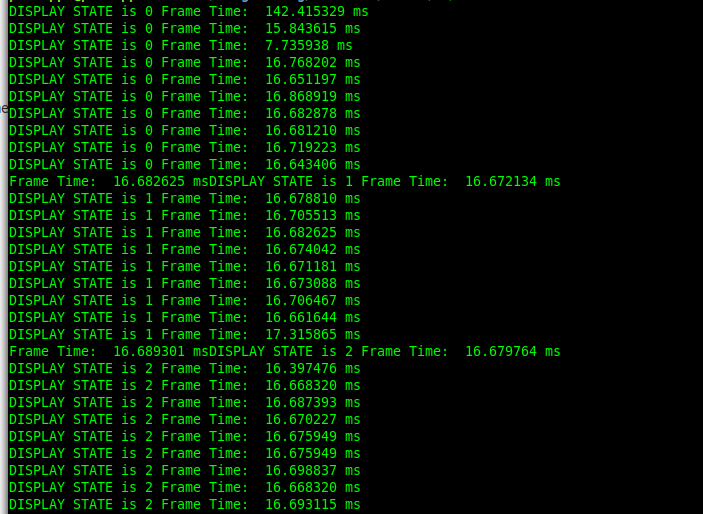 DISPLAY STATE is 0 Frame Time:  142.415329 ms
DISPLAY STATE is 0 Frame Time:  15.843615 ms
DISPLAY STATE is 0 Frame Time:  7.735938 ms
DISPLAY STATE is 0 Frame Time:  16.768202 ms
DISPLAY STATE is 0 Frame Time:  16.651197 ms
DISPLAY STATE is 0 Frame Time:  16.868919 ms
DISPLAY STATE is 0 Frame Time:  16.682878 ms
DISPLAY STATE is 0 Frame Time:  16.681210 ms
DISPLAY STATE is 0 Frame Time:  16.719223 ms
DISPLAY STATE is 0 Frame Time:  16.643406 ms
Frame Time:  16.682625 msDISPLAY STATE is 1 Frame Time:  16.672134 ms
DISPLAY STATE is 1 Frame Time:  16.678810 ms
DISPLAY STATE is 1 Frame Time:  16.705513 ms
DISPLAY STATE is 1 Frame Time:  16.682625 ms
DISPLAY STATE is 1 Frame Time:  16.674042 ms
DISPLAY STATE is 1 Frame Time:  16.671181 ms
DISPLAY STATE is 1 Frame Time:  16.673088 ms
DISPLAY STATE is 1 Frame Time:  16.706467 ms
DISPLAY STATE is 1 Frame Time:  16.661644 ms
DISPLAY STATE is 1 Frame Time:  17.315865 ms
Frame Time:  16.689301 msDISPLAY STATE is 2 Frame Time:  16.679764 ms
DISPLAY STATE is 2 Frame Time:  16.397476 ms
DISPLAY STATE is 2 Frame Time:  16.668320 ms
DISPLAY STATE is 2 Frame Time:  16.687393 ms
DISPLAY STATE is 2 Frame Time:  16.670227 ms
DISPLAY STATE is 2 Frame Time:  16.675949 ms
DISPLAY STATE is 2 Frame Time:  16.675949 ms
DISPLAY STATE is 2 Frame Time:  16.698837 ms
DISPLAY STATE is 2 Frame Time:  16.668320 ms
DISPLAY STATE is 2 Frame Time:  16.693115 ms